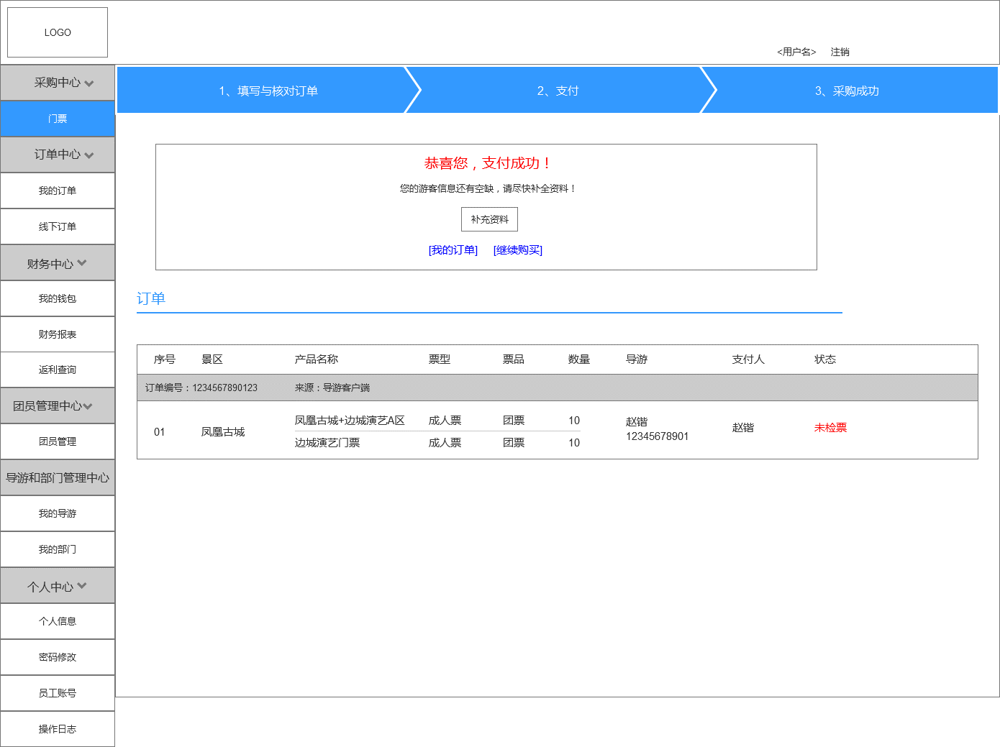 LOGO
<用户名> 注销
采购中心
门票
订单中心
我的订单
线下订单
财务中心
我的钱包
财务报表
返利查询
团员管理中心
团员管理
导游和部门管理中心
我的导游
我的部门
个人中心
个人信息
密码修改
员工账号
操作日志
1、填写与核对订单 2、支付 3、采购成功
恭喜您，支付成功！
您的游客信息还有空缺，请尽快补全资料！
补充资料
[我的订单] [继续购买]
订单
序号 景区 产品名称 票型 票品 数量 导游 支付人 状态
订单编号：1234567890123 来源：导游客户端
01 凤凰古城 凤凰古城+边城演艺A区 成人票 团票 10 赵锴 赵锴 未检票
边城演艺门票 成人票 团票 10 12345678901